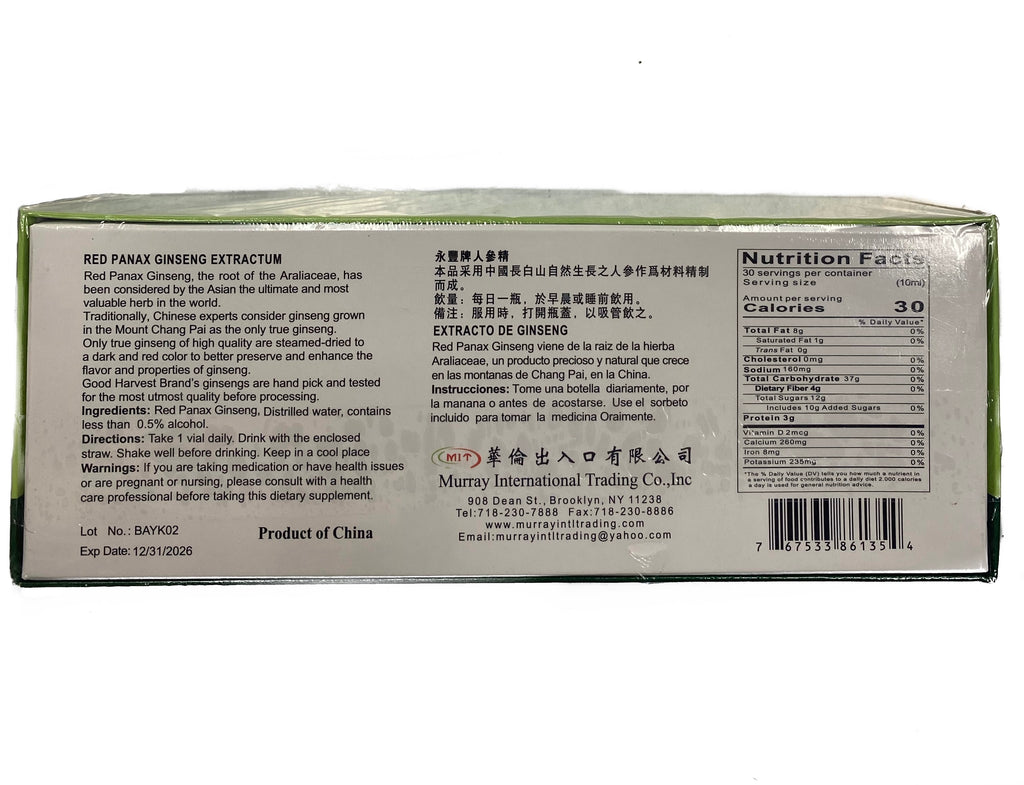 RED PANAX GINSENG EXTRACTUM
Red Panax Ginseng, the root of the Araliaceae, has
been considered by the Asian the ultimate and most
valuable herb in the world.
Traditionally, Chinese experts consider ginseng grown
in the Mount Chang Pai as the only true ginseng.
Only true ginseng of high quality are steamed-dried to
a dark and red color to better preserve and enhance the
flavor and properties of ginseng.
Good Harvest Brand's ginsengs are hand pick and tested
for the most utmost quality before processing.
Ingredients: Red Panax Ginseng, Distilled water, contains
less than 0.5% alcohol.
Directions: Take 1 vial daily. Drink with the enclosed
straw. Shake well before drinking. Keep in a cool place
Warnings: If you are taking medication or have health issues
or are pregnant or nursing, please consult with a health
care professional before taking this dietary supplement.
Lot No.: BAYK02
Product of China
Exp Date: 12/31/2026
永豐牌人參精
本品采用中國長白山自然生長之人參作爲材料精制
而成。
飲量：每日一瓶，於早晨或睡前飲用。
備注：服用時，打開瓶蓋，以吸管飲之。
EXTRACTO DE GINSENG
Red Panax Ginseng viene de la raiz de la hierba
Araliaceae, un producto precioso y natural que crece
en las montanas de Chang Pai, en la China.
Instrucciones: Tome una botella diariamente, por
la manana o antes de acostarse. Use el sorbeto
incluido para tomar la medicina Oraimente.
MIT 華倫出入口有限公司
Murray International Trading Co.,Inc
908 Dean St., Brooklyn, NY 11238
Tel:718-230-7888 Fax:718-230-8886
www.murrayintltrading.com
Email:murrayintltrading@yahoo.com
Nutrition Facts
30 servings per container
Serving size (10ml)
Amount per serving
Calories 30
% Daily Value*
Total Fat 8g 0%
Saturated Fat 1g 0%
Trans Fat 0g
Cholesterol 0mg 0%
Sodium 160mg 0%
Total Carbohydrate 37g 0%
Dietary Fiber 4g 0%
Total Sugars 12g
Includes 10g Added Sugars 0%
Protein 3g
Vitamin D 2mcg 0%
Calcium 260mg 0%
Iron 8mg 0%
Potassium 235mg 0%
*The % Daily Value (DV) tells you how much a nutrient in
a serving of food contributes to a daily diet 2,000 calories
a day is used for general nutrition advice.
7 67533 86135 4